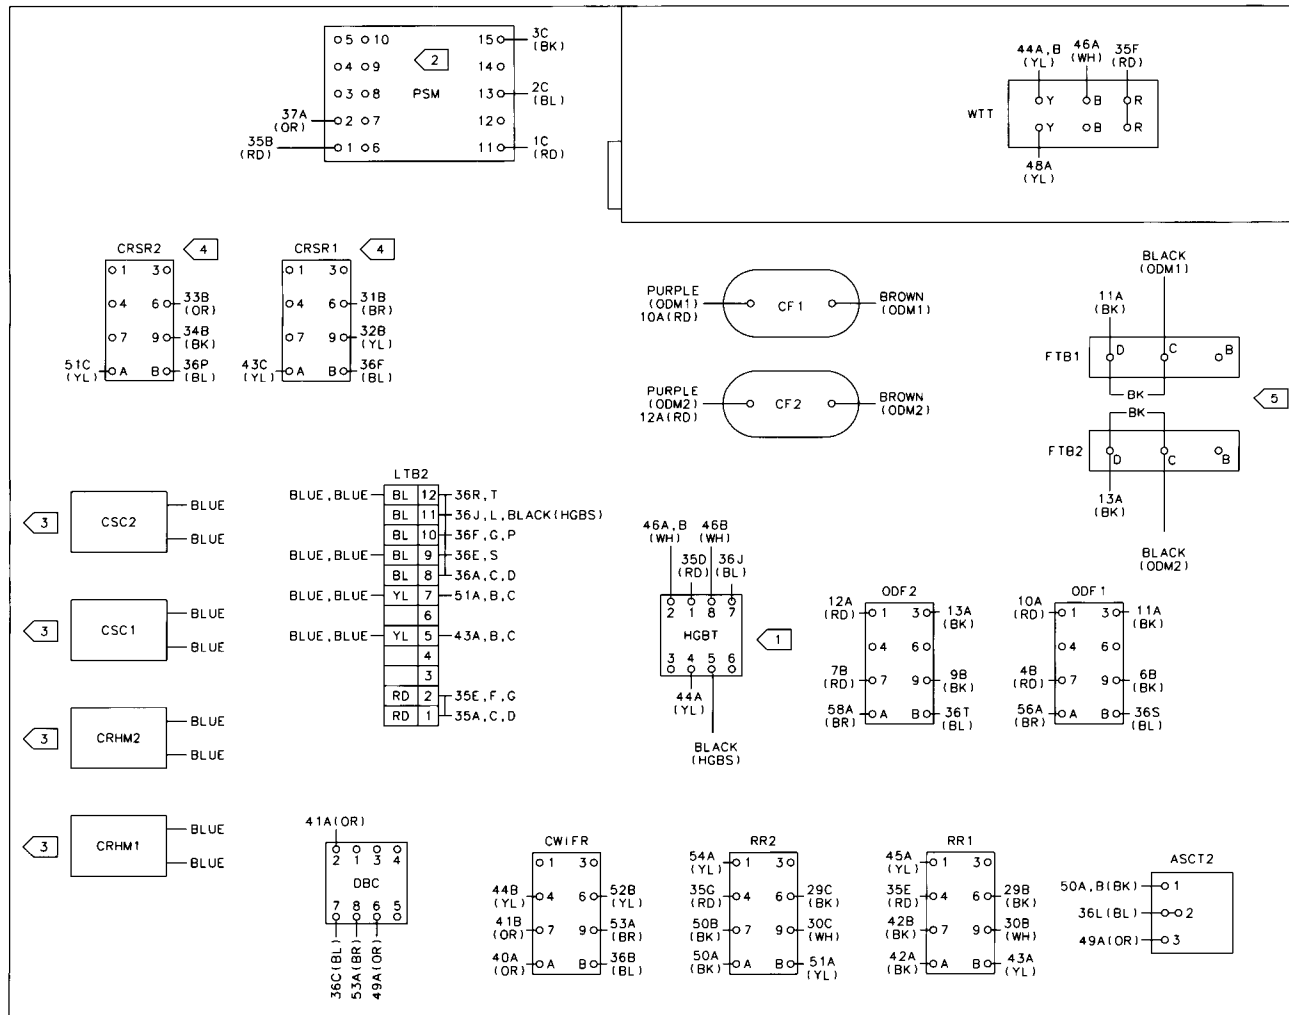 5 10 15 3C
(BK)
4 9 2 14
3 8 PSM 13 2C
(BL)
37A
(OR) 2 7 12
35B
(RD) 1 6 11 1C
(RD)
44A,B
(YL) 46A
(WH) 35F
(RD)
WTT Y B R
Y B R
48A
(YL)
CRSR2 4
1 3
4 6 33B
(OR)
7 9 34B
(BK)
51C
(YL) A B 36P
(BL)
CRSR1 4
1 3
4 6 31B
(BR)
7 9 32B
(YL)
43C
(YL) A B 36F
(BL)
PURPLE
(ODM1)
10A(RD) CF1 BROWN
(ODM1)
PURPLE
(ODM2)
12A(RD) CF2 BROWN
(ODM2)
BLACK
(ODM1)
11A
(BK)
FTB1 D C B
BK
BK
5
FTB2 D C B
13A
(BK)
BLACK
(ODM2)
3 CSC2 BLUE
BLUE
3 CSC1 BLUE
BLUE
3 CRHM2 BLUE
BLUE
3 CRHM1 BLUE
BLUE
LTB2
BLUE,BLUE BL 12 36R,T
BL 11 36J,L,BLACK(HGBS)
BL 10 36F,G,P
BLUE,BLUE BL 9 36E,S
BL 8 36A,C,D
BLUE,BLUE YL 7 51A,B,C
6
BLUE,BLUE YL 5 43A,B,C
4
3
RD 2 35E,F,G
RD 1 35A,C,D
46A,B
(WH) 46B
(WH)
35D
(RD) 36J
(BL)
2 1 8 7
HGBT 1
3 4 5 6
44A
(YL)
BLACK
(HGBS)
ODF2
12A
(RD) 1 3 13A
(BK)
4 6
7B
(RD) 7 9 9B
(BK)
58A
(BR) A B 36T
(BL)
ODF1
10A
(RD) 1 3 11A
(BK)
4 6
4B
(RD) 7 9 6B
(BK)
56A
(BR) A B 36S
(BL)
41A(OR)
2 1 3 4
DBC
7 8 6 5
36C(BL) 53A(BR) 49A(OR)
CWIFR
1 3
44B
(YL) 4 6 52B
(YL)
41B
(OR) 7 9 53A
(BR)
40A
(OR) A B 36B
(BL)
RR2
54A
(YL) 1 3
35G
(RD) 4 6 29C
(BK)
50B
(BK) 7 9 30C
(WH)
50A
(BK) A B 51A
(YL)
RR1
45A
(YL) 1 3
35E
(RD) 4 6 29B
(BK)
42B
(BK) 7 9 30B
(WH)
42A
(BK) A B 43A
(YL)
ASCT2
50A,B(BK) 1
36L(BL) 2
49A(OR) 3